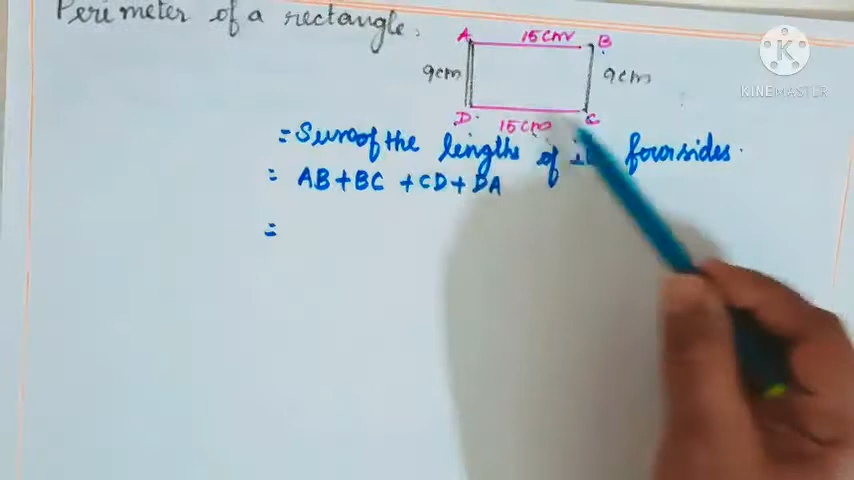 Perimeter of a rectangle.
A 15cm B
9cm 9cm
D 15cm C
= Sum of the lengths of its four sides.
= AB+BC +CD+DA
=
K
KINEMASTER